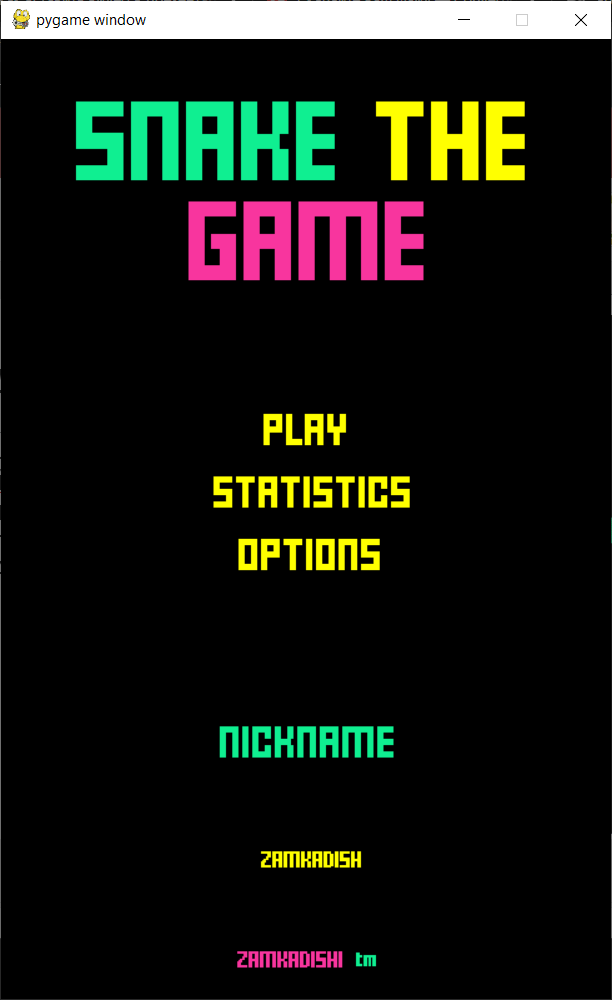 pygame window
SNAKE THE
GAME
PLAY
STATISTICS
OPTIONS
NICKNAME
ZAMKADISH
ZAMKADISHI tm